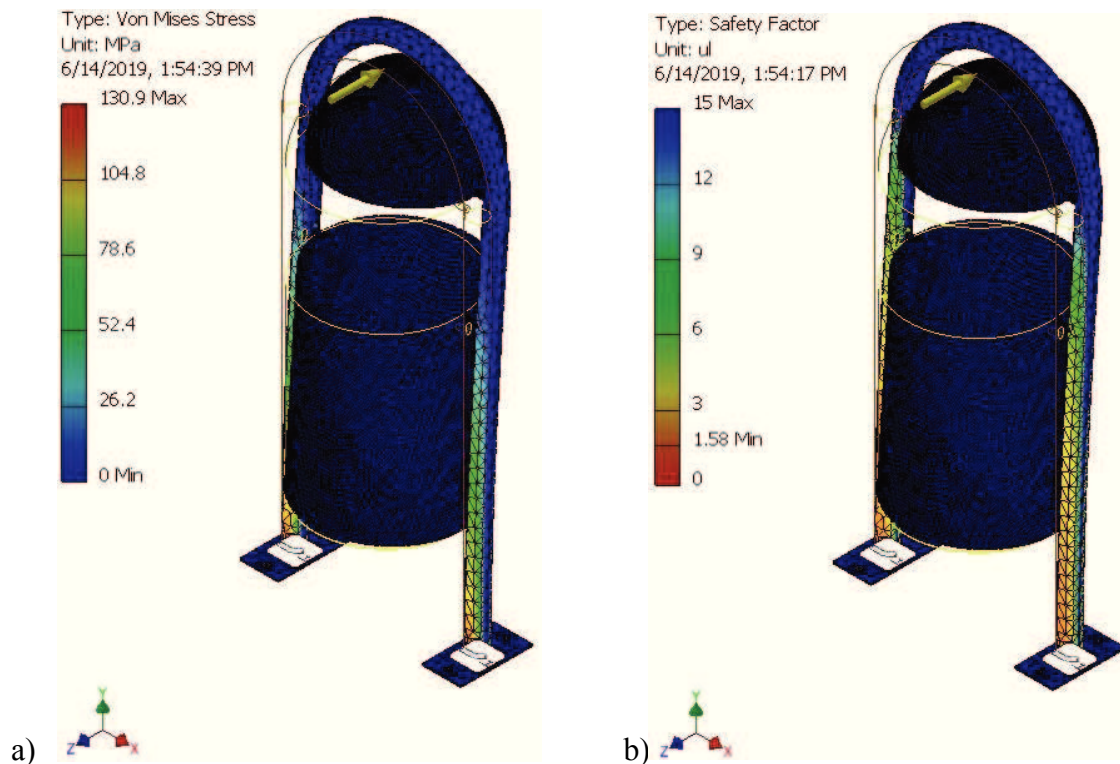 Type: Von Mises Stress
Unit: MPa
6/14/2019, 1:54:39 PM
130.9 Max
104.8
78.6
52.4
26.2
0 Min
Y
Z
X
a)
Type: Safety Factor
Unit: ul
6/14/2019, 1:54:17 PM
15 Max
12
9
6
3
1.58 Min
0
Y
Z
X
b)